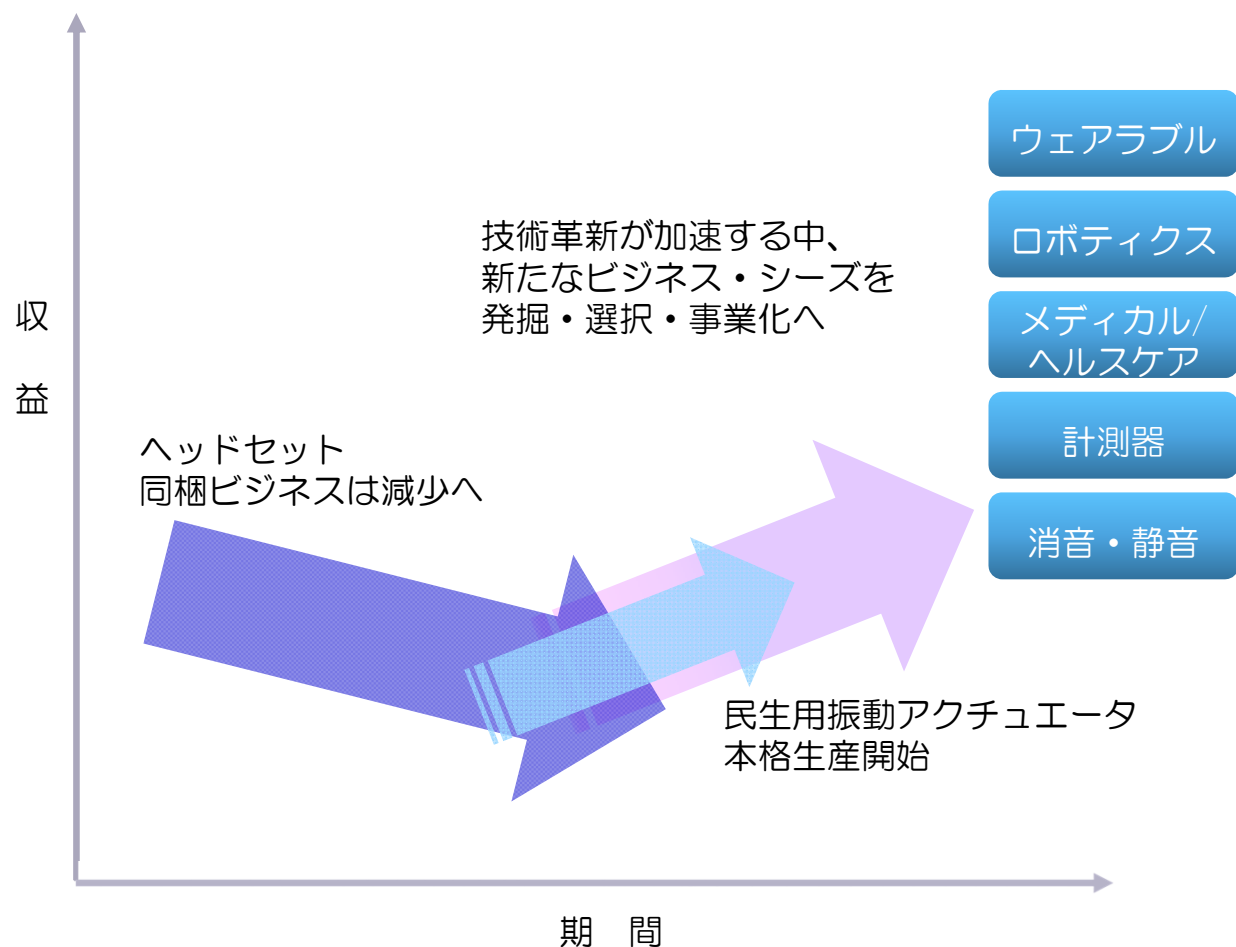 収
益
技術革新が加速する中、
新たなビジネス・シーズを
発掘・選択・事業化へ
ヘッドセット
同梱ビジネスは減少へ
民生用振動アクチュエータ
本格生産開始
ウェアラブル
ロボティクス
メディカル/
ヘルスケア
計測器
消音・静音
期　間